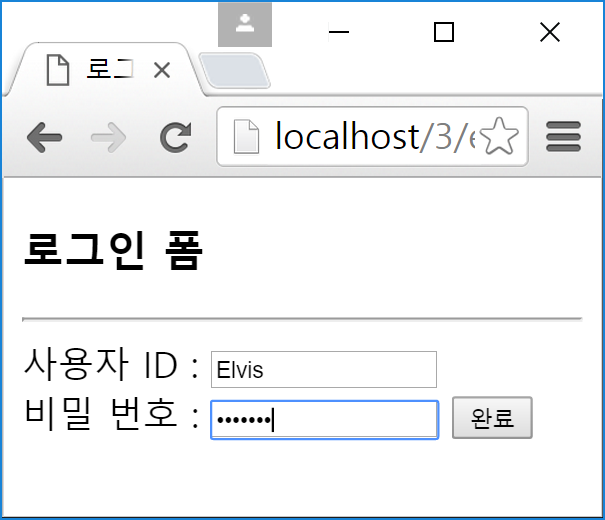 로그
localhost/3/e
로그인 폼
사용자 ID : Elvis
비밀 번호 : ••••••• 완료